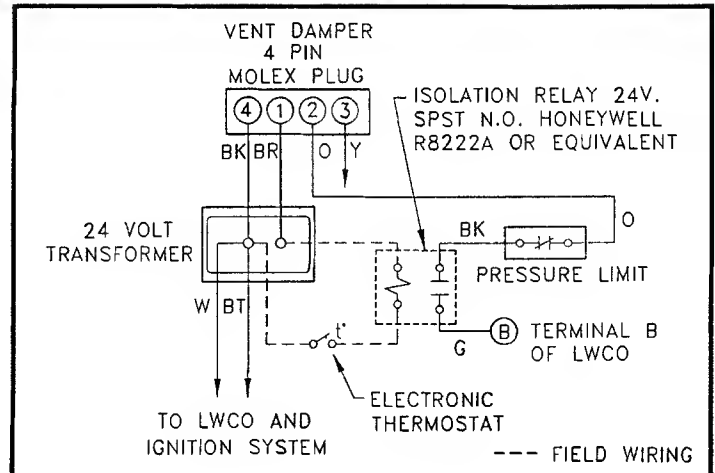 VENT DAMPER
4 PIN
MOLEX PLUG
4 1 2 3
BK BR O Y
ISOLATION RELAY 24V.
SPST N.O. HONEYWELL
R8222A OR EQUIVALENT
24 VOLT
TRANSFORMER
BK
O
PRESSURE LIMIT
W BT
t°
G
B TERMINAL B
OF LWCO
ELECTRONIC
THERMOSTAT
TO LWCO AND
IGNITION SYSTEM
--- FIELD WIRING